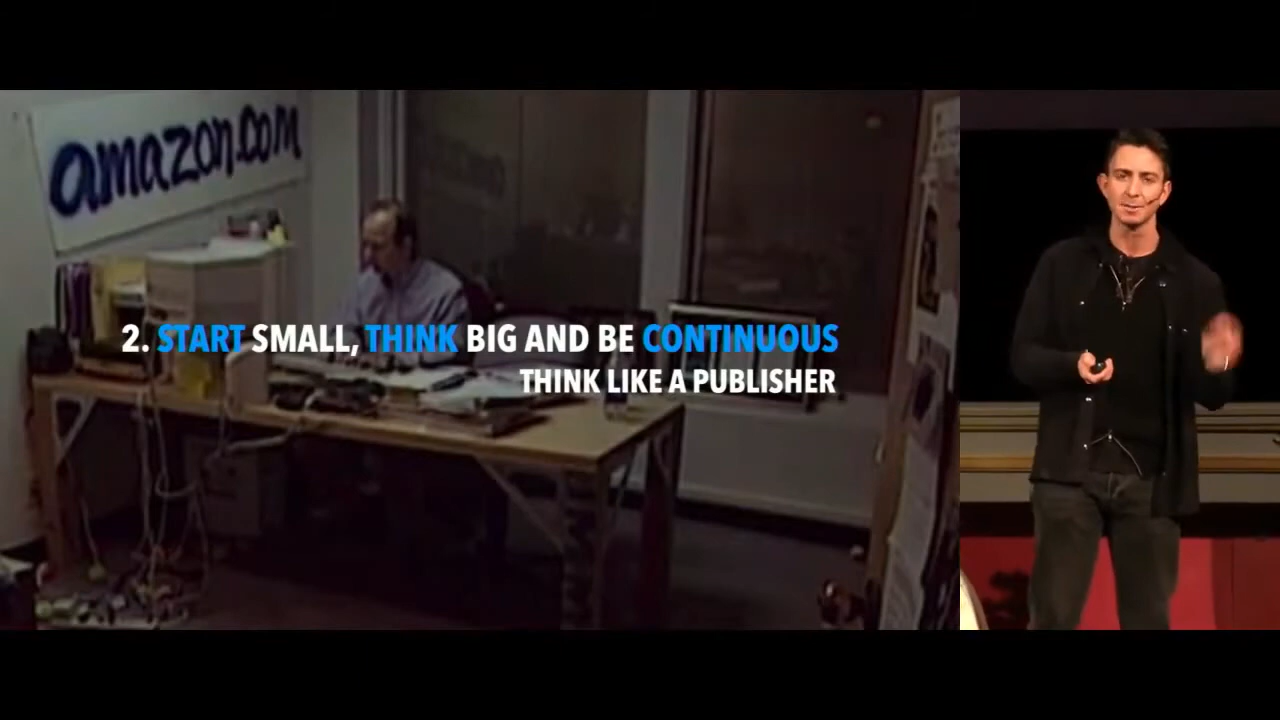 amazon.com
2. START SMALL, THINK BIG AND BE CONTINUOUS
THINK LIKE A PUBLISHER